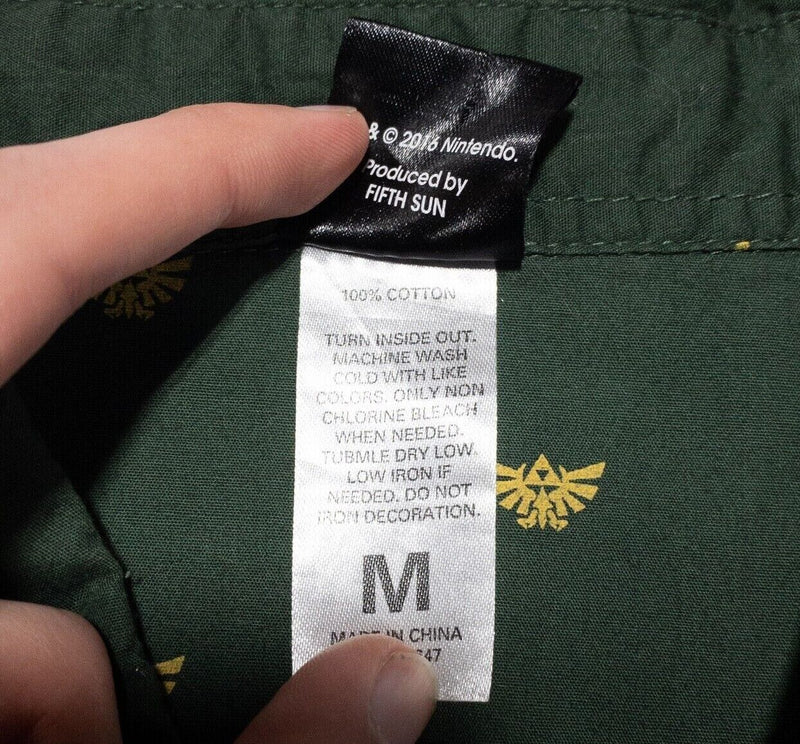 & © 2016 Nintendo.
Produced by
FIFTH SUN
100% COTTON
TURN INSIDE OUT.
MACHINE WASH
COLD WITH LIKE
COLORS. ONLY NON
CHLORINE BLEACH
WHEN NEEDED.
TUBMLE DRY LOW.
LOW IRON IF
NEEDED. DO NOT
IRON DECORATION.
M
MADE IN CHINA